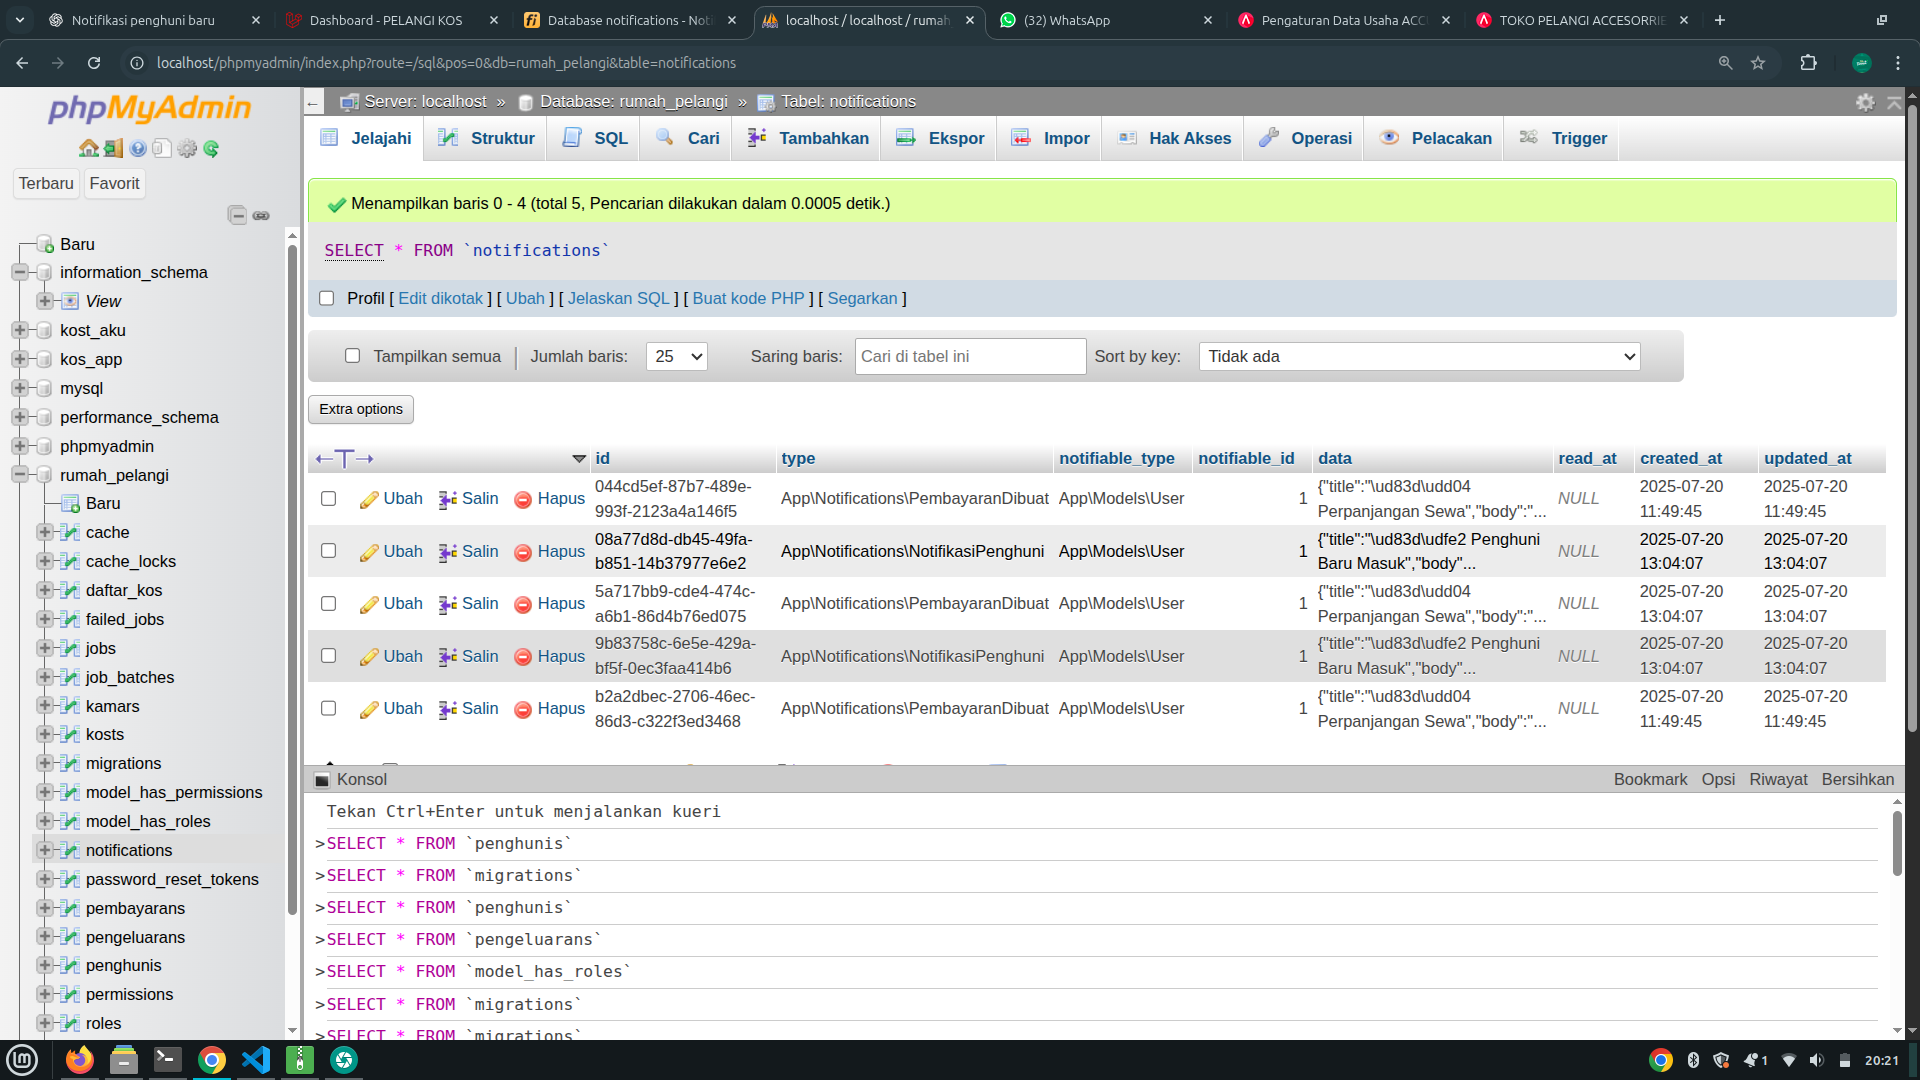 Notifikasi penghuni baru
Dashboard - PELANGI KOS
Database notifications - Noti
localhost / localhost / rumah
(32) WhatsApp
Pengaturan Data Usaha ACC
TOKO PELANGI ACCESORRIE
localhost/phpmyadmin/index.php?route=/sql&pos=0&db=rumah_pelangi&table=notifications
phpMyAdmin
Terbaru
Favorit
Baru
information_schema
View
kost_aku
kos_app
mysql
performance_schema
phpmyadmin
rumah_pelangi
Baru
cache
cache_locks
daftar_kos
failed_jobs
jobs
job_batches
kamars
kosts
migrations
model_has_permissions
model_has_roles
notifications
password_reset_tokens
pembayarans
pengeluarans
penghunis
permissions
roles
Server: localhost » Database: rumah_pelangi » Tabel: notifications
Jelajahi Struktur SQL Cari Tambahkan Ekspor Impor Hak Akses Operasi Pelacakan Trigger
Menampilkan baris 0 - 4 (total 5, Pencarian dilakukan dalam 0.0005 detik.)
SELECT * FROM `notifications`
Profil [ Edit dikotak ] [ Ubah ] [ Jelaskan SQL ] [ Buat kode PHP ] [ Segarkan ]
Tampilkan semua | Jumlah baris: 25 Saring baris: Cari di tabel ini Sort by key: Tidak ada
Extra options
id type notifiable_type notifiable_id data read_at created_at updated_at
Ubah Salin Hapus 044cd5ef-87b7-489e-993f-2123a4a146f5 App\Notifications\PembayaranDibuat App\Models\User 1 {"title":"\ud83d\udd04 Perpanjangan Sewa","body":"... NULL 2025-07-20 11:49:45 2025-07-20 11:49:45
Ubah Salin Hapus 08a77d8d-db45-49fa-b851-14b37977e6e2 App\Notifications\NotifikasiPenghuni App\Models\User 1 {"title":"\ud83d\udfe2 Penghuni Baru Masuk","body"... NULL 2025-07-20 13:04:07 2025-07-20 13:04:07
Ubah Salin Hapus 5a717bb9-cde4-474c-a6b1-86d4b76ed075 App\Notifications\PembayaranDibuat App\Models\User 1 {"title":"\ud83d\udd04 Perpanjangan Sewa","body":"... NULL 2025-07-20 13:04:07 2025-07-20 13:04:07
Ubah Salin Hapus 9b83758c-6e5e-429a-bf5f-0ec3faa414b6 App\Notifications\NotifikasiPenghuni App\Models\User 1 {"title":"\ud83d\udfe2 Penghuni Baru Masuk","body"... NULL 2025-07-20 13:04:07 2025-07-20 13:04:07
Ubah Salin Hapus b2a2dbec-2706-46ec-86d3-c322f3ed3468 App\Notifications\PembayaranDibuat App\Models\User 1 {"title":"\ud83d\udd04 Perpanjangan Sewa","body":"... NULL 2025-07-20 11:49:45 2025-07-20 11:49:45
Konsol Bookmark Opsi Riwayat Bersihkan
Tekan Ctrl+Enter untuk menjalankan kueri
>SELECT * FROM `penghunis`
>SELECT * FROM `migrations`
>SELECT * FROM `penghunis`
>SELECT * FROM `pengeluarans`
>SELECT * FROM `model_has_roles`
>SELECT * FROM `migrations`
>SELECT * FROM `migrations`
1
20:21